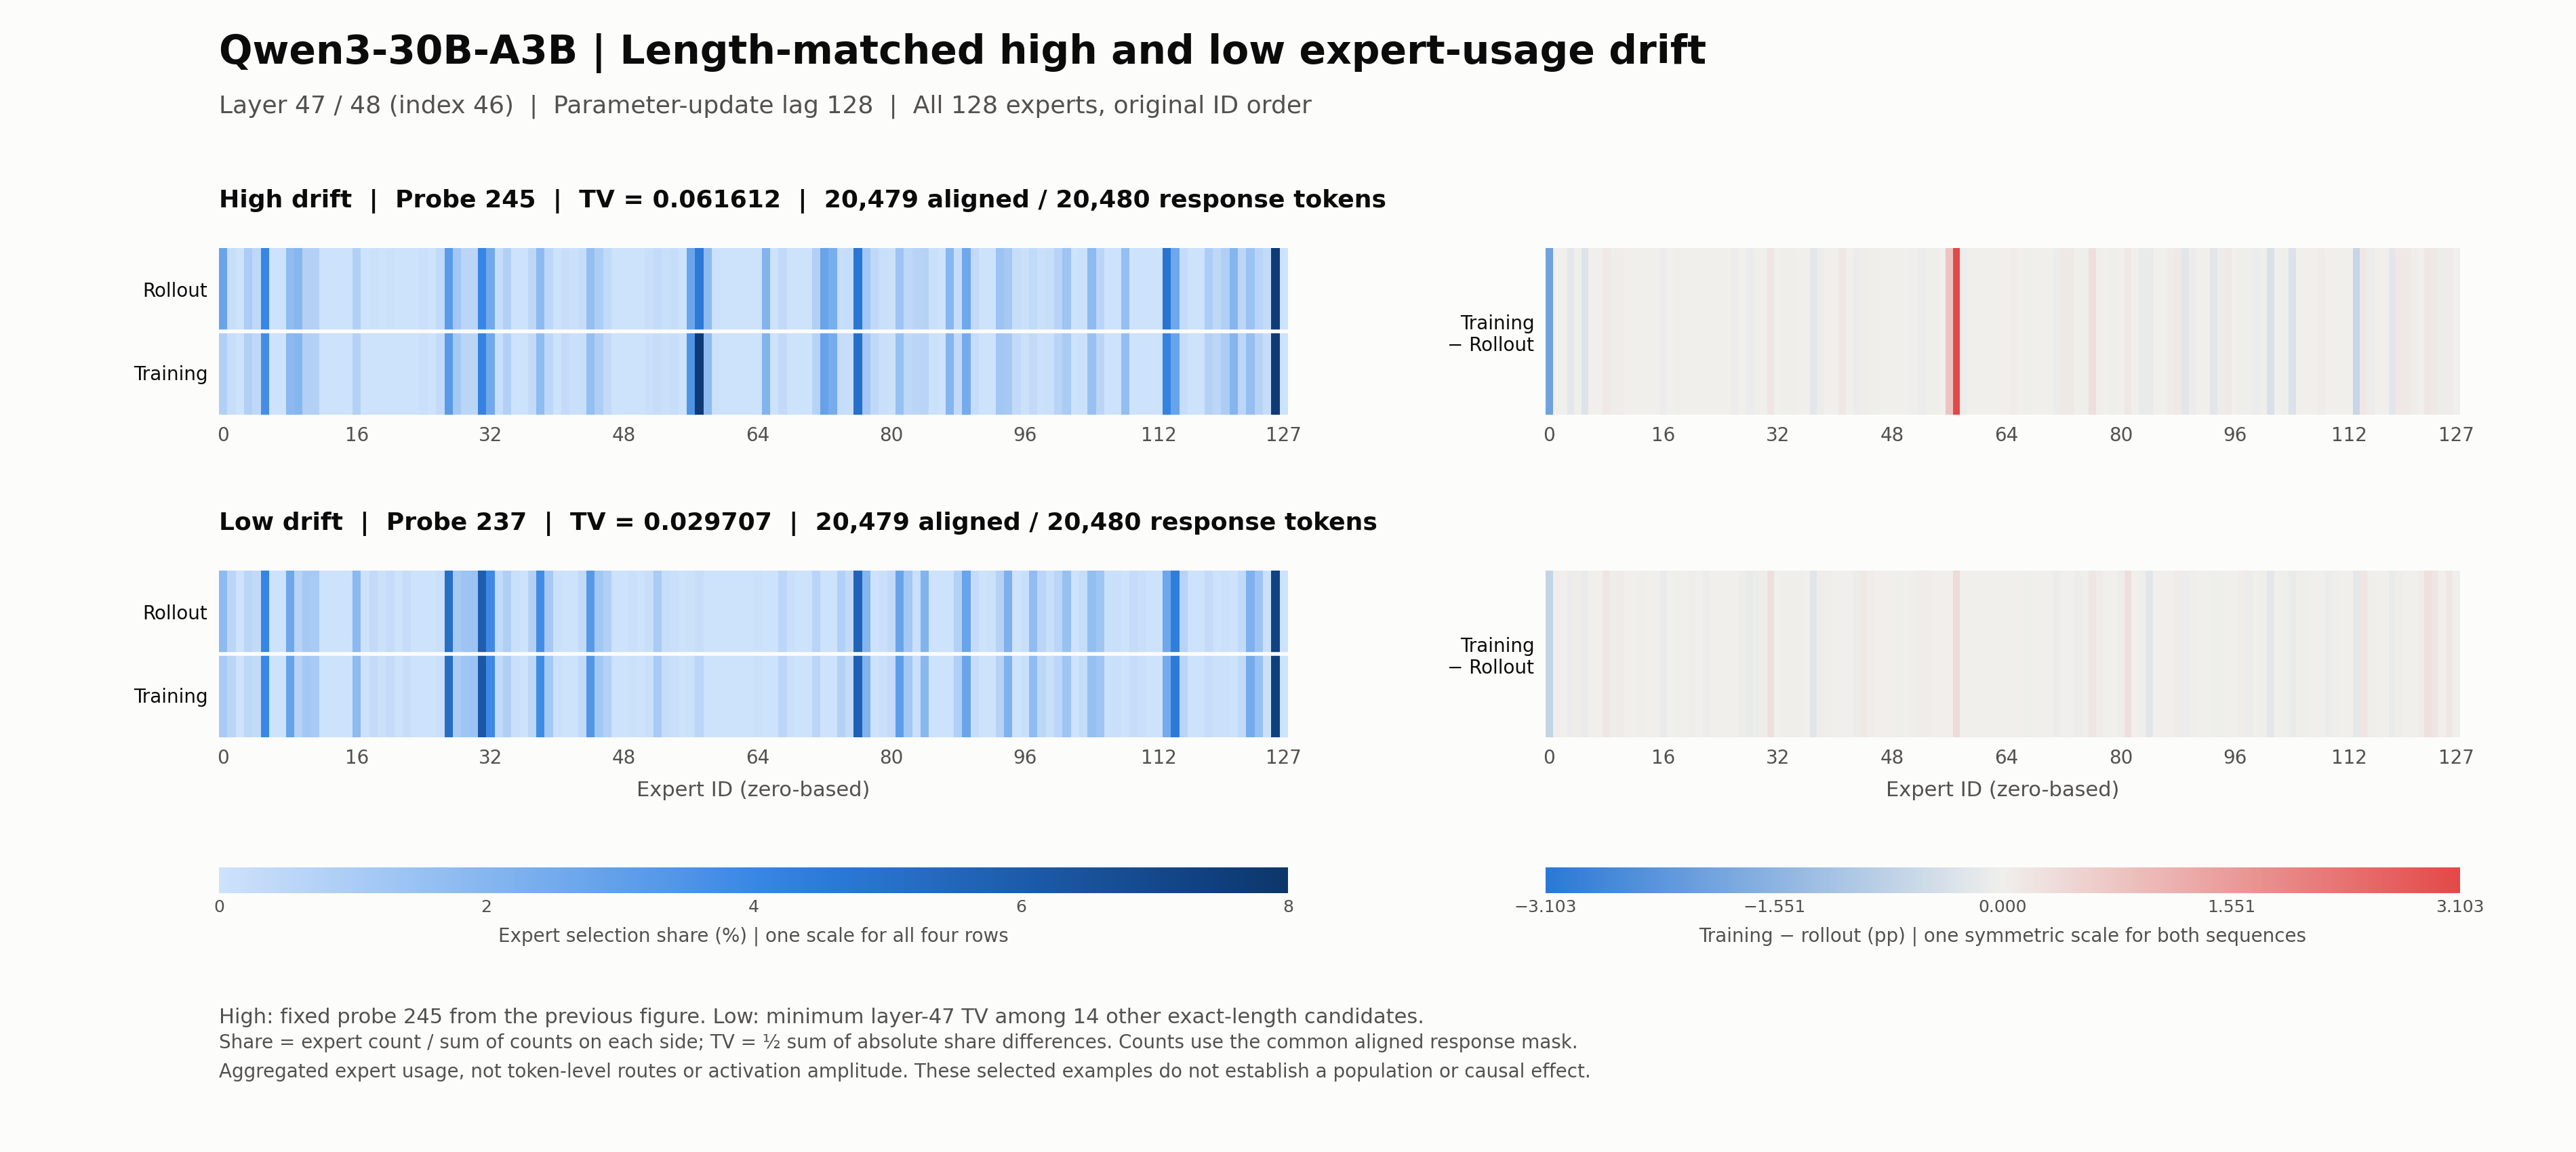 Qwen3-30B-A3B | Length-matched high and low expert-usage drift
Layer 47 / 48 (index 46) | Parameter-update lag 128 | All 128 experts, original ID order
High drift | Probe 245 | TV = 0.061612 | 20,479 aligned / 20,480 response tokens
Rollout
Training
0 16 32 48 64 80 96 112 127
Training
− Rollout
0 16 32 48 64 80 96 112 127
Low drift | Probe 237 | TV = 0.029707 | 20,479 aligned / 20,480 response tokens
Rollout
Training
0 16 32 48 64 80 96 112 127
Expert ID (zero-based)
Training
− Rollout
0 16 32 48 64 80 96 112 127
Expert ID (zero-based)
0 2 4 6 8
Expert selection share (%) | one scale for all four rows
−3.103 −1.551 0.000 1.551 3.103
Training − rollout (pp) | one symmetric scale for both sequences
High: fixed probe 245 from the previous figure. Low: minimum layer-47 TV among 14 other exact-length candidates.
Share = expert count / sum of counts on each side; TV = ½ sum of absolute share differences. Counts use the common aligned response mask.
Aggregated expert usage, not token-level routes or activation amplitude. These selected examples do not establish a population or causal effect.